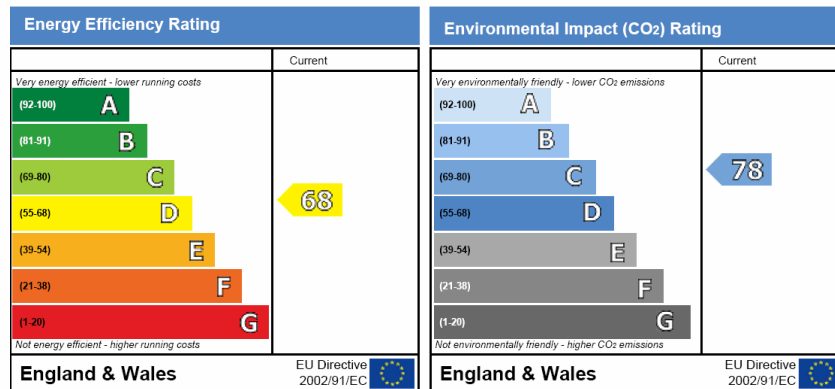 Energy Efficiency Rating
Current
Very energy efficient - lower running costs
(92-100) A
(81-91) B
(69-80) C
(55-68) D
68
(39-54) E
(21-38) F
(1-20) G
Not energy efficient - higher running costs
England & Wales
EU Directive
2002/91/EC
Environmental Impact (CO₂) Rating
Current
Very environmentally friendly - lower CO₂ emissions
(92-100) A
(81-91) B
(69-80) C
78
(55-68) D
(39-54) E
(21-38) F
(1-20) G
Not environmentally friendly - higher CO₂ emissions
England & Wales
EU Directive
2002/91/EC